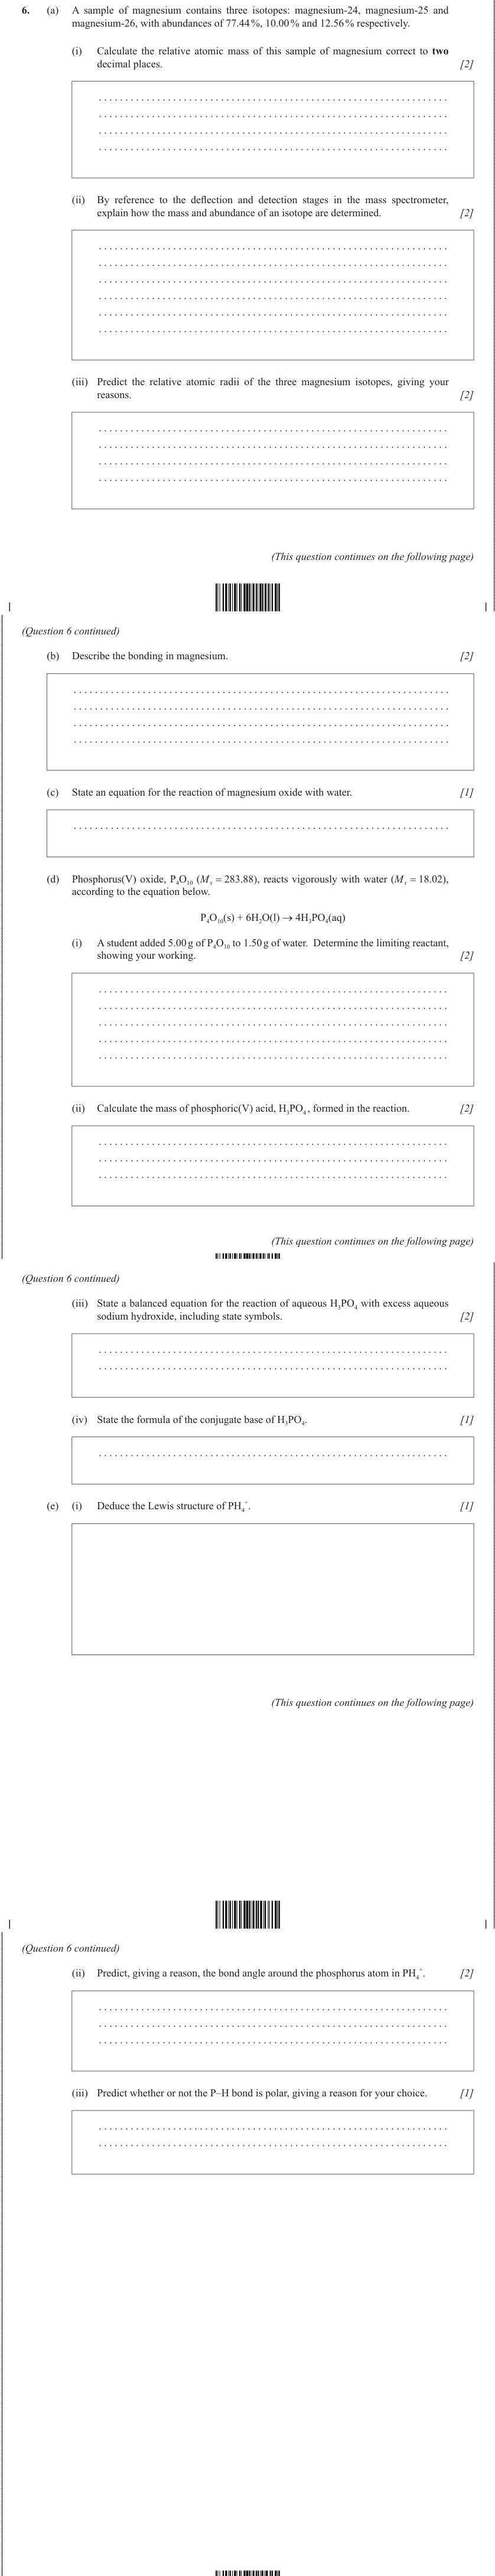 6. (a) A sample of magnesium contains three isotopes: magnesium-24, magnesium-25 and
magnesium-26, with abundances of 77.44%, 10.00% and 12.56% respectively.
(i) Calculate the relative atomic mass of this sample of magnesium correct to two
decimal places. [2]
(ii) By reference to the deflection and detection stages in the mass spectrometer,
explain how the mass and abundance of an isotope are determined. [2]
(iii) Predict the relative atomic radii of the three magnesium isotopes, giving your
reasons. [2]
(This question continues on the following page)
(Question 6 continued)
(b) Describe the bonding in magnesium. [2]
(c) State an equation for the reaction of magnesium oxide with water. [1]
(d) Phosphorus(V) oxide, P₄O₁₀ (Mᵣ = 283.88), reacts vigorously with water (Mᵣ = 18.02),
according to the equation below.
P₄O₁₀(s) + 6H₂O(l) → 4H₃PO₄(aq)
(i) A student added 5.00 g of P₄O₁₀ to 1.50 g of water. Determine the limiting reactant,
showing your working. [2]
(ii) Calculate the mass of phosphoric(V) acid, H₃PO₄, formed in the reaction. [2]
(This question continues on the following page)
(Question 6 continued)
(iii) State a balanced equation for the reaction of aqueous H₃PO₄ with excess aqueous
sodium hydroxide, including state symbols. [2]
(iv) State the formula of the conjugate base of H₃PO₄. [1]
(e) (i) Deduce the Lewis structure of PH₄⁺. [1]
(This question continues on the following page)
(Question 6 continued)
(ii) Predict, giving a reason, the bond angle around the phosphorus atom in PH₄⁺. [2]
(iii) Predict whether or not the P–H bond is polar, giving a reason for your choice. [1]